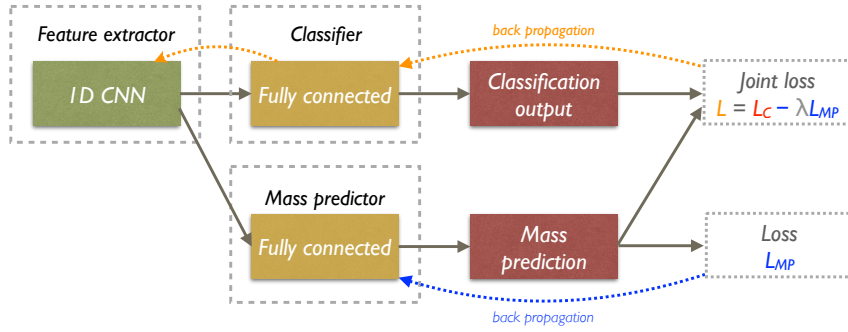 Feature extractor
Classifier
back propagation
1D CNN
Fully connected
Classification
output
Joint loss
L = LC − λLMP
Mass predictor
Fully connected
Mass
prediction
Loss
LMP
back propagation